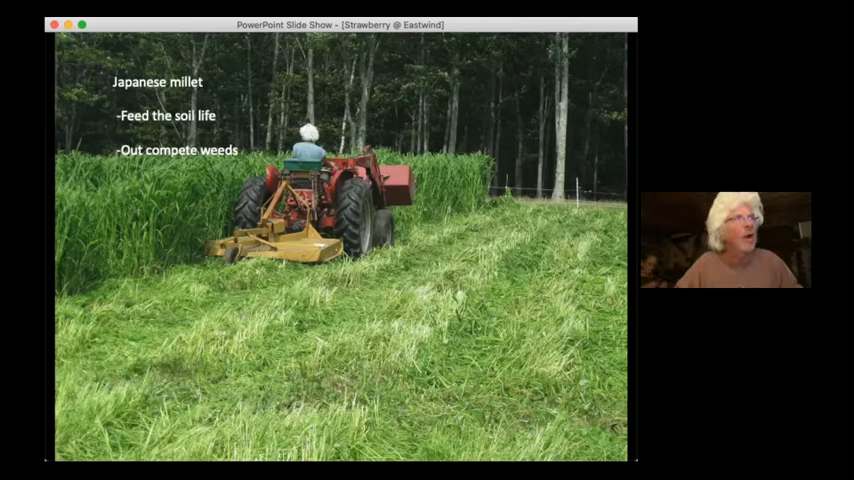 PowerPoint Slide Show - [Strawberry @ Eastwind]
Japanese millet
-Feed the soil life
-Out compete weeds